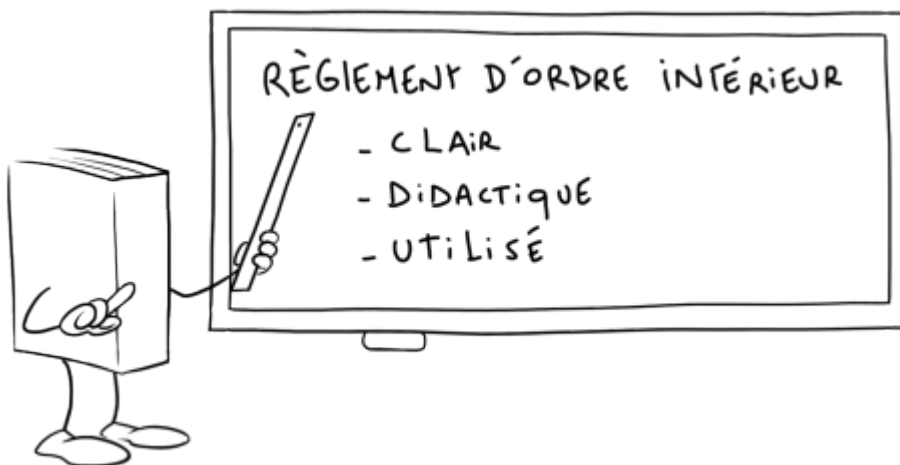 RÈGLEMENT D'ORDRE INTÉRIEUR
- CLAIR
- DIDACTIQUE
- UTILISÉ